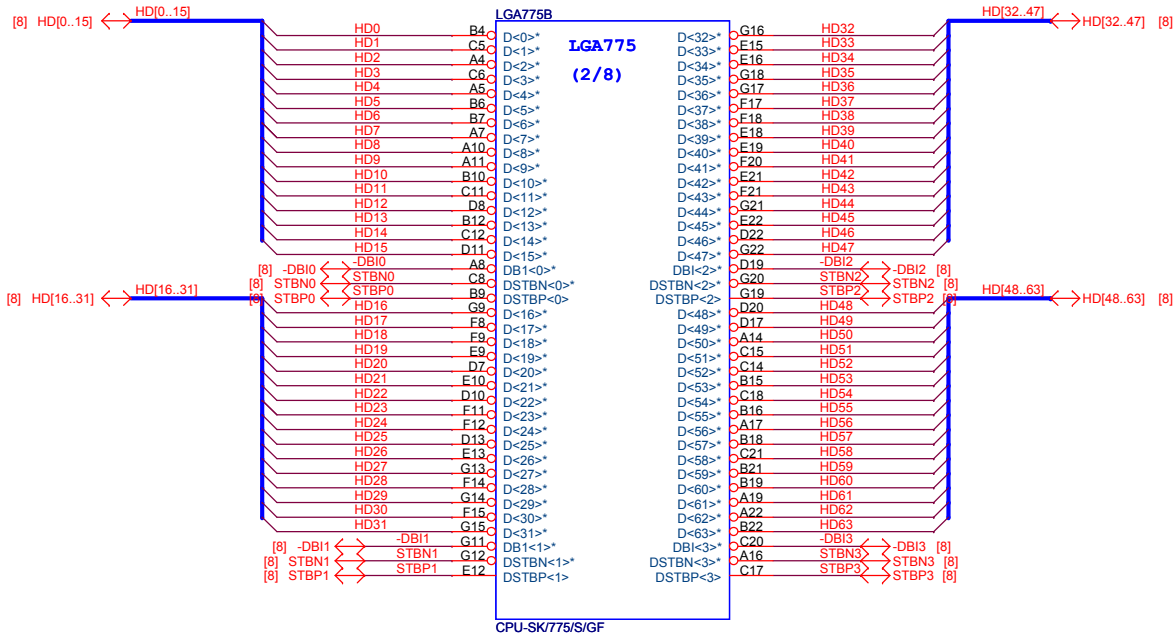 LGA775B
[8] HD[0..15] HD[0..15] HD[32..47] HD[32..47] [8]
LGA775
(2/8)
HD0 B4 D<0>* D<32>* G16 HD32
HD1 C5 D<1>* D<33>* E15 HD33
HD2 A4 D<2>* D<34>* E16 HD34
HD3 C6 D<3>* D<35>* G18 HD35
HD4 A5 D<4>* D<36>* G17 HD36
HD5 B6 D<5>* D<37>* F17 HD37
HD6 B7 D<6>* D<38>* F18 HD38
HD7 A7 D<7>* D<39>* E18 HD39
HD8 A10 D<8>* D<40>* E19 HD40
HD9 A11 D<9>* D<41>* F20 HD41
HD10 B10 D<10>* D<42>* E21 HD42
HD11 C11 D<11>* D<43>* F21 HD43
HD12 D8 D<12>* D<44>* G21 HD44
HD13 B12 D<13>* D<45>* E22 HD45
HD14 C12 D<14>* D<46>* D22 HD46
HD15 D11 D<15>* D<47>* G22 HD47
[8] -DBI0 -DBI0 A8 DB1<0>* DBI<2>* D19 -DBI2 -DBI2 [8]
[8] STBN0 STBN0 C8 DSTBN<0>* DSTBN<2>* G20 STBN2 STBN2 [8]
[8] STBP0 STBP0 B9 DSTBP<0> DSTBP<2> G19 STBP2 STBP2 [8]
[8] HD[16..31] HD[16..31] HD[48..63] HD[48..63] [8]
HD16 G9 D<16>* D<48>* D20 HD48
HD17 F8 D<17>* D<49>* D17 HD49
HD18 F9 D<18>* D<50>* A14 HD50
HD19 E9 D<19>* D<51>* C15 HD51
HD20 D7 D<20>* D<52>* C14 HD52
HD21 E10 D<21>* D<53>* B15 HD53
HD22 D10 D<22>* D<54>* C18 HD54
HD23 F11 D<23>* D<55>* B16 HD55
HD24 F12 D<24>* D<56>* A17 HD56
HD25 D13 D<25>* D<57>* B18 HD57
HD26 E13 D<26>* D<58>* C21 HD58
HD27 G13 D<27>* D<59>* B21 HD59
HD28 F14 D<28>* D<60>* B19 HD60
HD29 G14 D<29>* D<61>* A19 HD61
HD30 F15 D<30>* D<62>* A22 HD62
HD31 G15 D<31>* D<63>* B22 HD63
[8] -DBI1 -DBI1 G11 DB1<1>* DBI<3>* C20 -DBI3 -DBI3 [8]
[8] STBN1 STBN1 G12 DSTBN<1>* DSTBN<3>* A16 STBN3 STBN3 [8]
[8] STBP1 STBP1 E12 DSTBP<1> DSTBP<3> C17 STBP3 STBP3 [8]
CPU-SK/775/S/GF